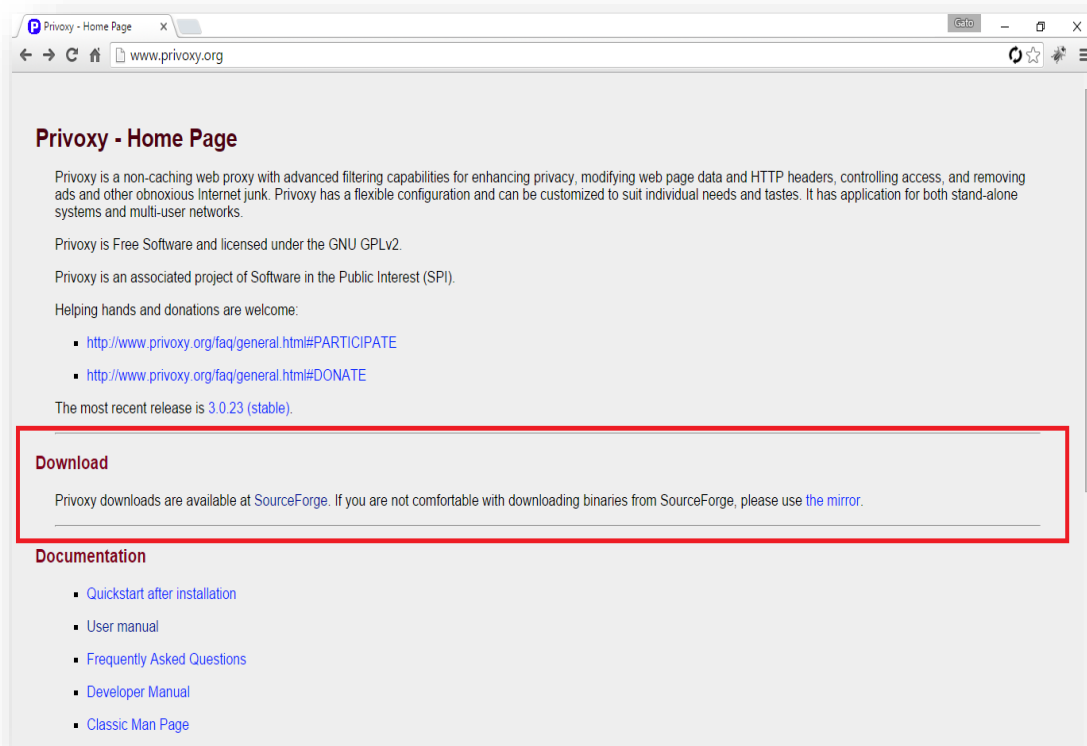 Privoxy - Home Page
Gato
www.privoxy.org
Privoxy - Home Page
Privoxy is a non-caching web proxy with advanced filtering capabilities for enhancing privacy, modifying web page data and HTTP headers, controlling access, and removing
ads and other obnoxious Internet junk. Privoxy has a flexible configuration and can be customized to suit individual needs and tastes. It has application for both stand-alone
systems and multi-user networks.
Privoxy is Free Software and licensed under the GNU GPLv2.
Privoxy is an associated project of Software in the Public Interest (SPI).
Helping hands and donations are welcome:
http://www.privoxy.org/faq/general.html#PARTICIPATE
http://www.privoxy.org/faq/general.html#DONATE
The most recent release is 3.0.23 (stable).
Download
Privoxy downloads are available at SourceForge. If you are not comfortable with downloading binaries from SourceForge, please use the mirror.
Documentation
Quickstart after installation
User manual
Frequently Asked Questions
Developer Manual
Classic Man Page